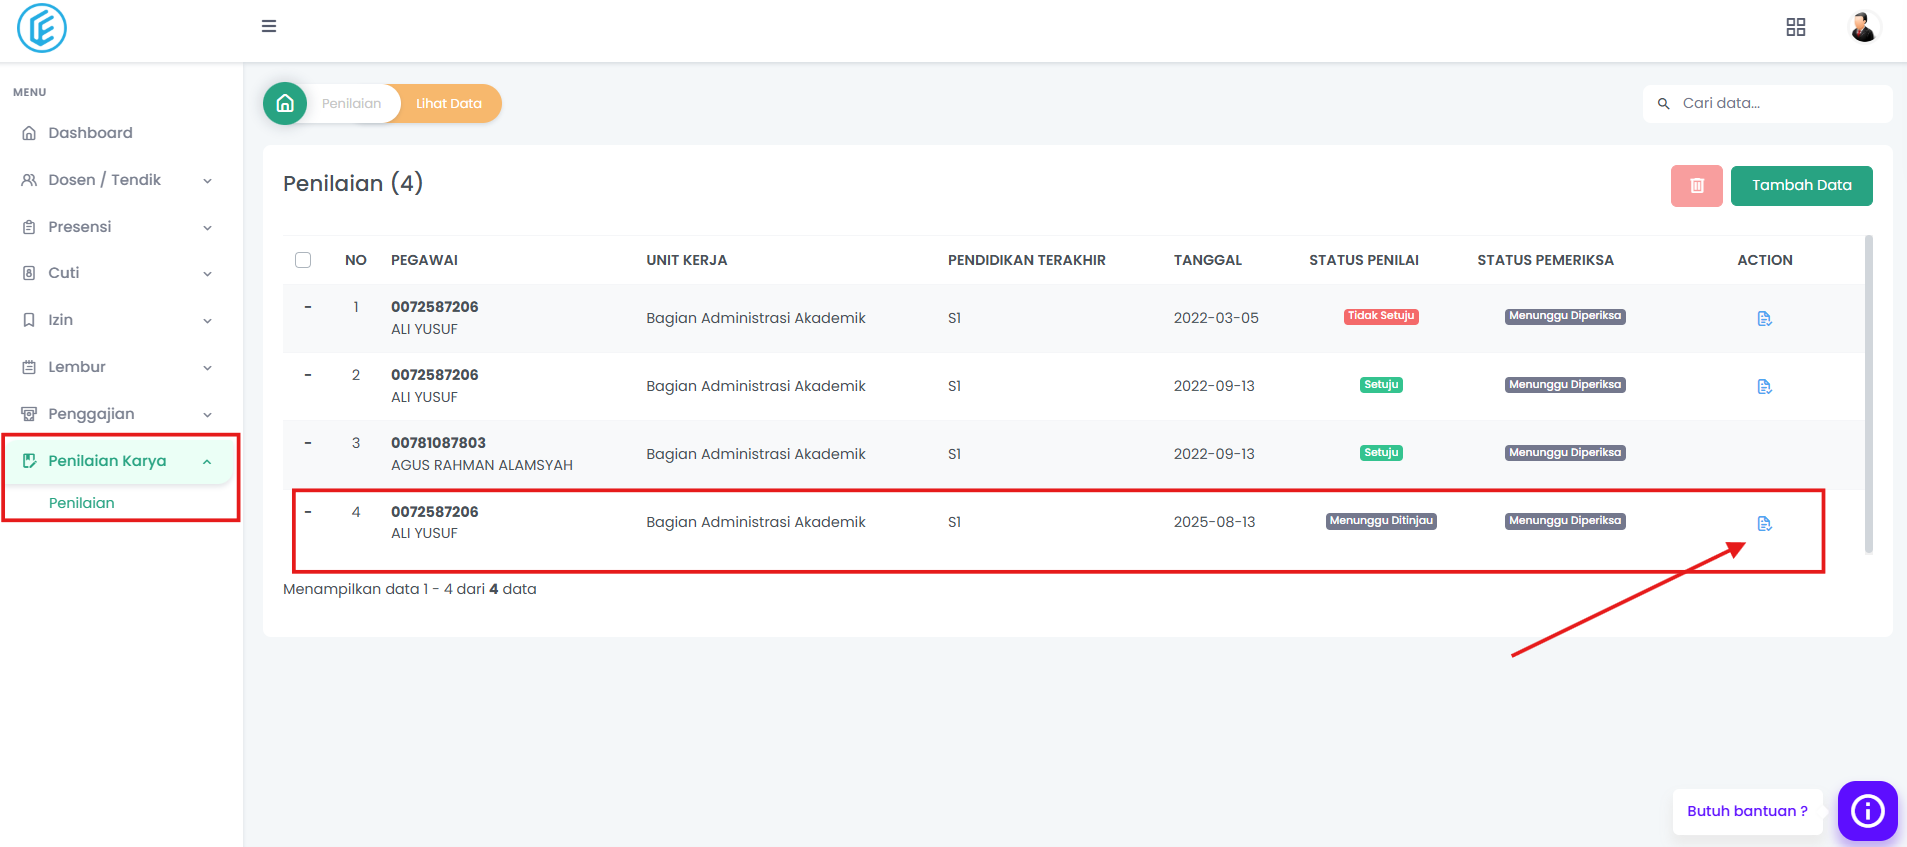 MENU
Dashboard
Dosen / Tendik
Presensi
Cuti
Izin
Lembur
Penggajian
Penilaian Karya
Penilaian
Penilaian Lihat Data
Cari data...
Penilaian (4)
Tambah Data
NO PEGAWAI UNIT KERJA PENDIDIKAN TERAKHIR TANGGAL STATUS PENILAI STATUS PEMERIKSA ACTION
- 1 0072587206 Bagian Administrasi Akademik S1 2022-03-05 Tidak Setuju Menunggu Diperiksa
ALI YUSUF
- 2 0072587206 Bagian Administrasi Akademik S1 2022-09-13 Setuju Menunggu Diperiksa
ALI YUSUF
- 3 00781087803 Bagian Administrasi Akademik S1 2022-09-13 Setuju Menunggu Diperiksa
AGUS RAHMAN ALAMSYAH
- 4 0072587206 Bagian Administrasi Akademik S1 2025-08-13 Menunggu Ditinjau Menunggu Diperiksa
ALI YUSUF
Menampilkan data 1 - 4 dari 4 data
Butuh bantuan ?